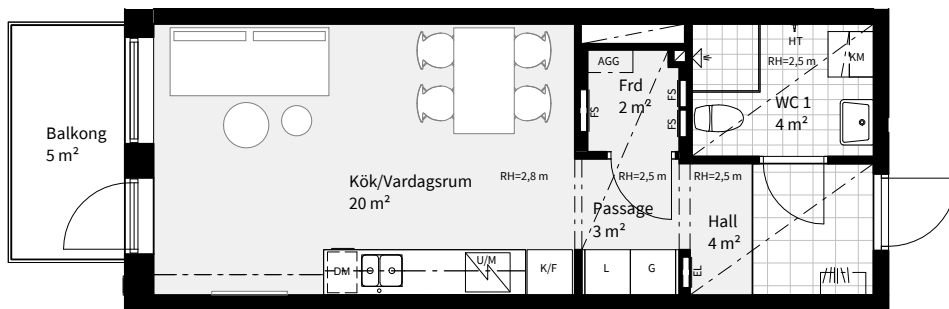 Balkong
5 m²
Kök/Vardagsrum
20 m²
RH=2,8 m
DM
U/M
K/F
AGG
Frd
2 m²
FS
FS
FS
RH=2,5 m
Passage
3 m²
L
G
HT
RH=2,5 m
KM
WC 1
4 m²
RH=2,5 m
Hall
4 m²
EL